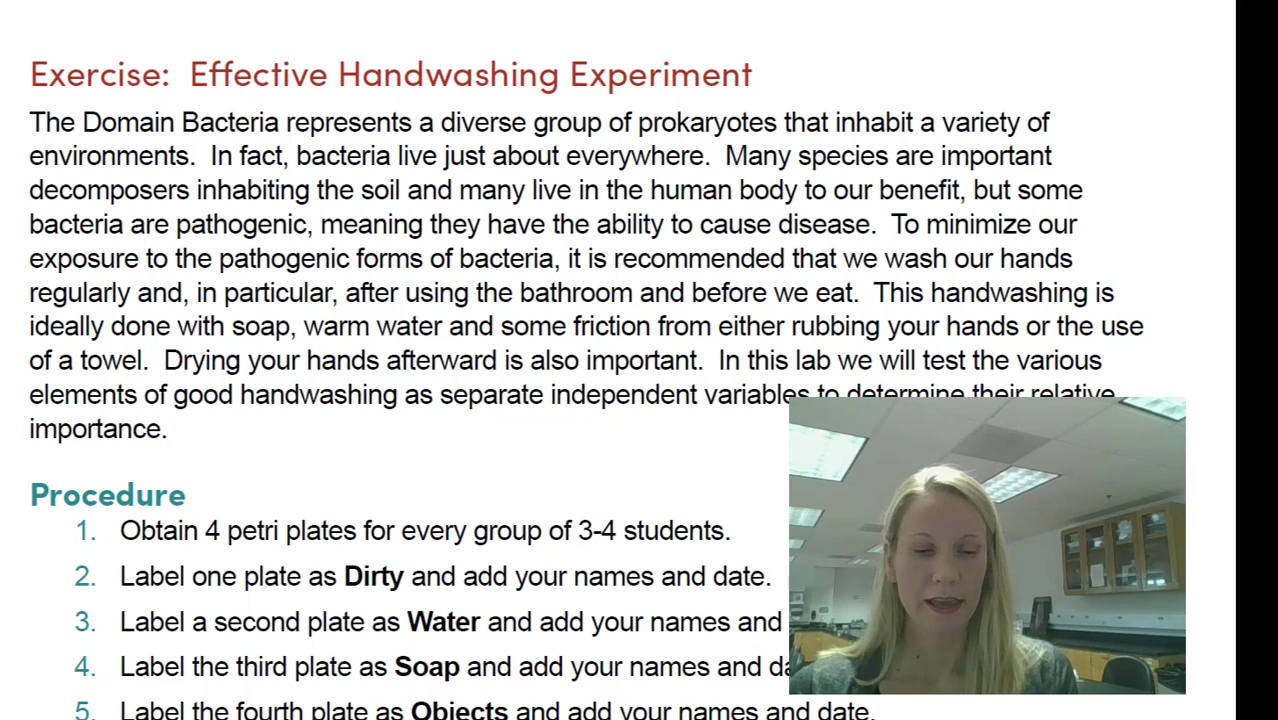 Exercise: Effective Handwashing Experiment
The Domain Bacteria represents a diverse group of prokaryotes that inhabit a variety of
environments. In fact, bacteria live just about everywhere. Many species are important
decomposers inhabiting the soil and many live in the human body to our benefit, but some
bacteria are pathogenic, meaning they have the ability to cause disease. To minimize our
exposure to the pathogenic forms of bacteria, it is recommended that we wash our hands
regularly and, in particular, after using the bathroom and before we eat. This handwashing is
ideally done with soap, warm water and some friction from either rubbing your hands or the use
of a towel. Drying your hands afterward is also important. In this lab we will test the various
elements of good handwashing as separate independent variables to determine their relative
importance.
Procedure
1. Obtain 4 petri plates for every group of 3-4 students.
2. Label one plate as Dirty and add your names and date.
3. Label a second plate as Water and add your names and
4. Label the third plate as Soap and add your names and
5. Label the fourth plate as Objects and add your names and date.